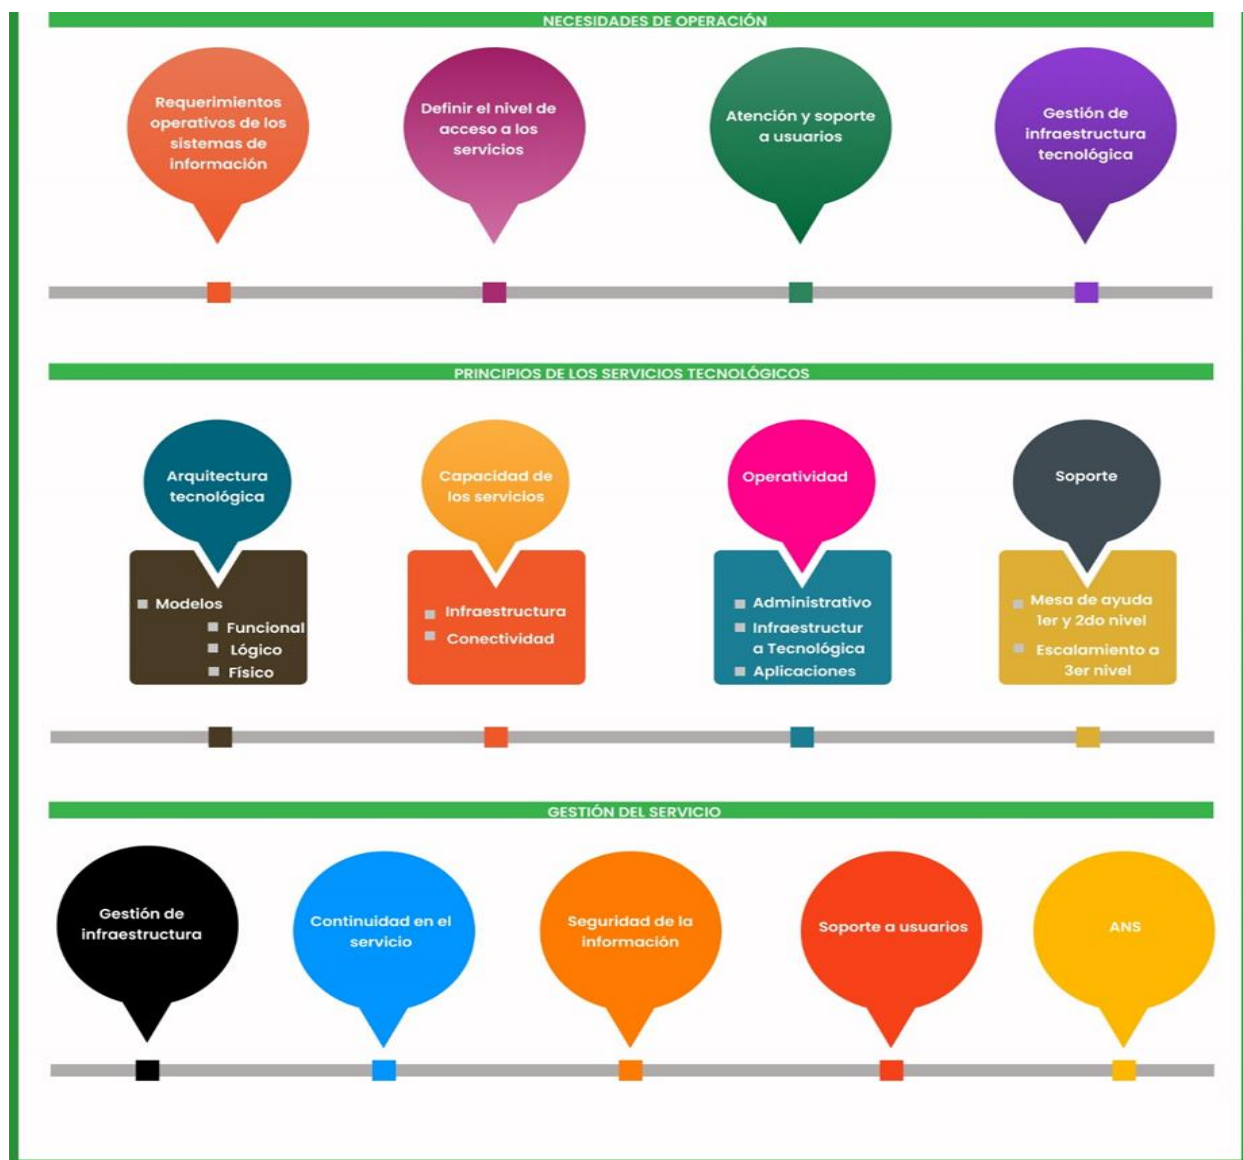 NECESIDADES DE OPERACIÓN
Requerimientos
operativos de los
sistemas de
información
Definir el nivel de
acceso a los
servicios
Atención y soporte
a usuarios
Gestión de
infraestructura
tecnológica
PRINCIPIOS DE LOS SERVICIOS TECNOLÓGICOS
Arquitectura
tecnológica
Modelos
Funcional
Lógico
Físico
Capacidad de
los servicios
Infraestructura
Conectividad
Operatividad
Administrativo
Infraestructur
a Tecnológica
Aplicaciones
Soporte
Mesa de ayuda
1er y 2do nivel
Escalamiento a
3er nivel
GESTIÓN DEL SERVICIO
Gestión de
infraestructura
Continuidad en el
servicio
Seguridad de la
información
Soporte a usuarios
ANS